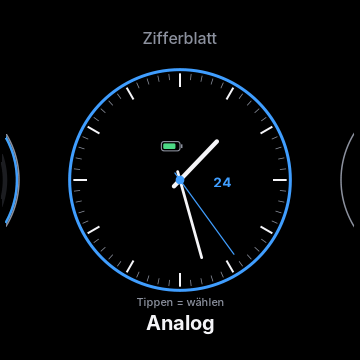 Zifferblatt
24
Tippen = wählen
Analog